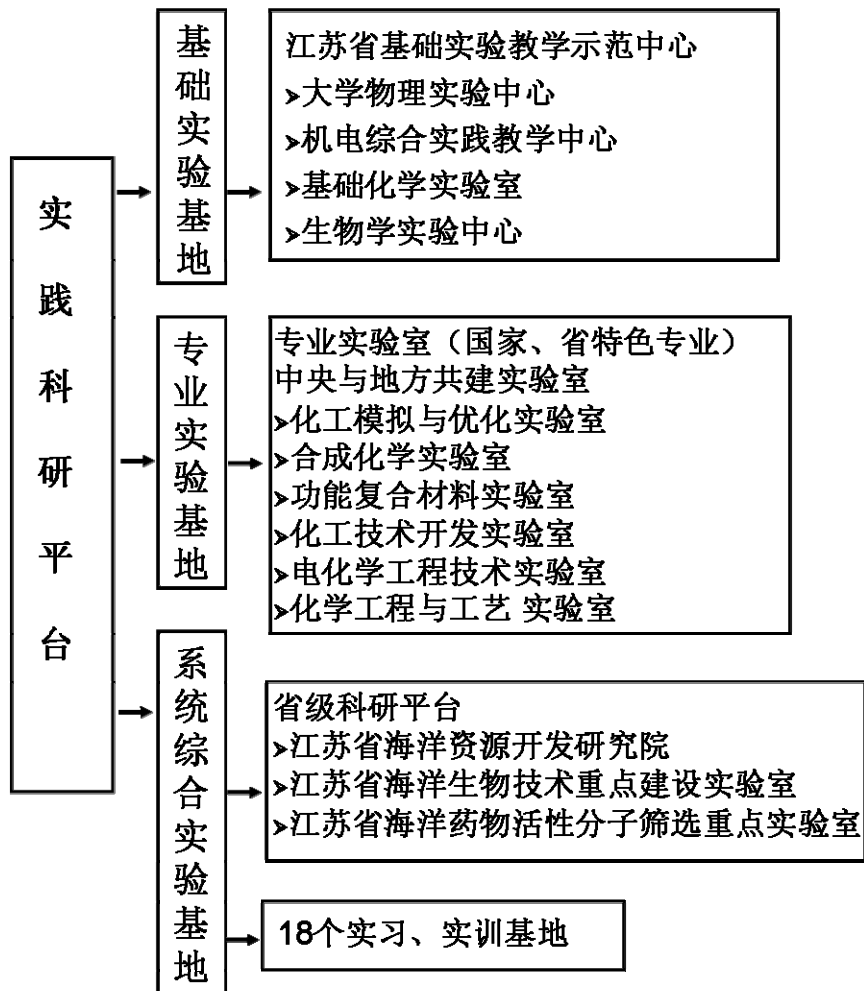 实践科研平台
基础实验基地
江苏省基础实验教学示范中心
➢大学物理实验中心
➢机电综合实践教学中心
➢基础化学实验室
➢生物学实验中心
专业实验基地
专业实验室（国家、省特色专业）
中央与地方共建实验室
➢化工模拟与优化实验室
➢合成化学实验室
➢功能复合材料实验室
➢化工技术开发实验室
➢电化学工程技术实验室
➢化学工程与工艺 实验室
系统综合实验基地
省级科研平台
➢江苏省海洋资源开发研究院
➢江苏省海洋生物技术重点建设实验室
➢江苏省海洋药物活性分子筛选重点实验室
18个实习、实训基地